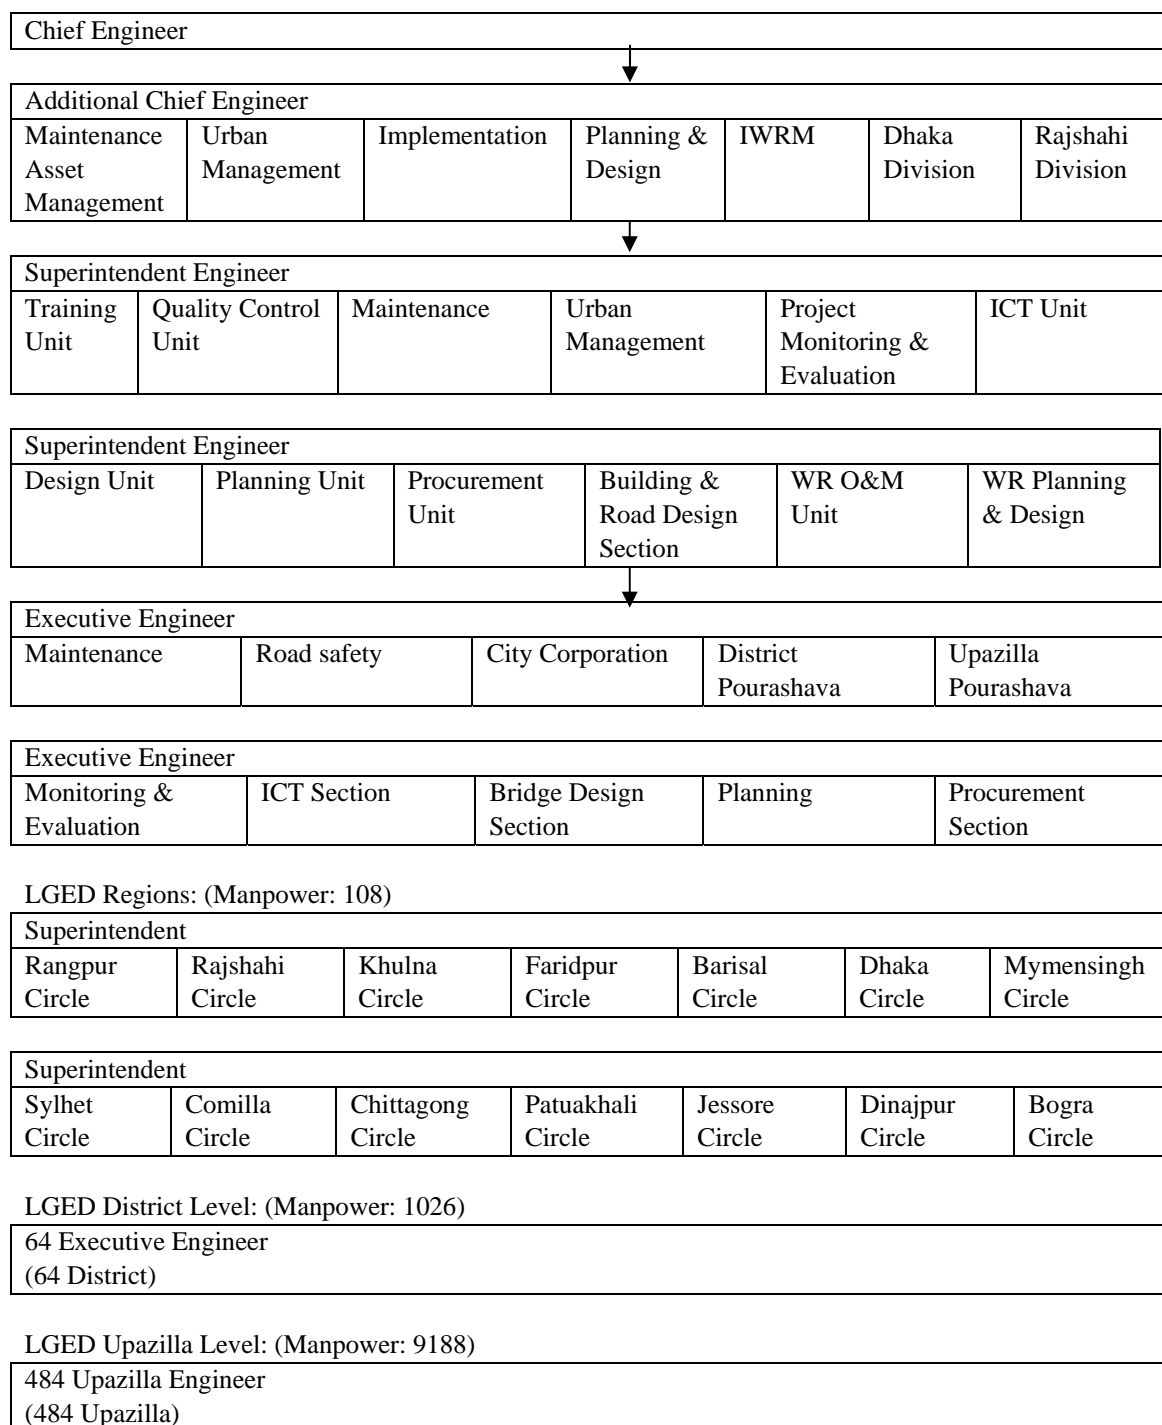 Chief Engineer
Additional Chief Engineer
Maintenance Asset Management
Urban Management
Implementation
Planning & Design
IWRM
Dhaka Division
Rajshahi Division
Superintendent Engineer
Training Unit
Quality Control Unit
Maintenance
Urban Management
Project Monitoring & Evaluation
ICT Unit
Superintendent Engineer
Design Unit
Planning Unit
Procurement Unit
Building & Road Design Section
WR O&M Unit
WR Planning & Design
Executive Engineer
Maintenance
Road safety
City Corporation
District Pourashava
Upazilla Pourashava
Executive Engineer
Monitoring & Evaluation
ICT Section
Bridge Design Section
Planning
Procurement Section
LGED Regions: (Manpower: 108)
Superintendent
Rangpur Circle
Rajshahi Circle
Khulna Circle
Faridpur Circle
Barisal Circle
Dhaka Circle
Mymensingh Circle
Superintendent
Sylhet Circle
Comilla Circle
Chittagong Circle
Patuakhali Circle
Jessore Circle
Dinajpur Circle
Bogra Circle
LGED District Level: (Manpower: 1026)
64 Executive Engineer
(64 District)
LGED Upazilla Level: (Manpower: 9188)
484 Upazilla Engineer
(484 Upazilla)